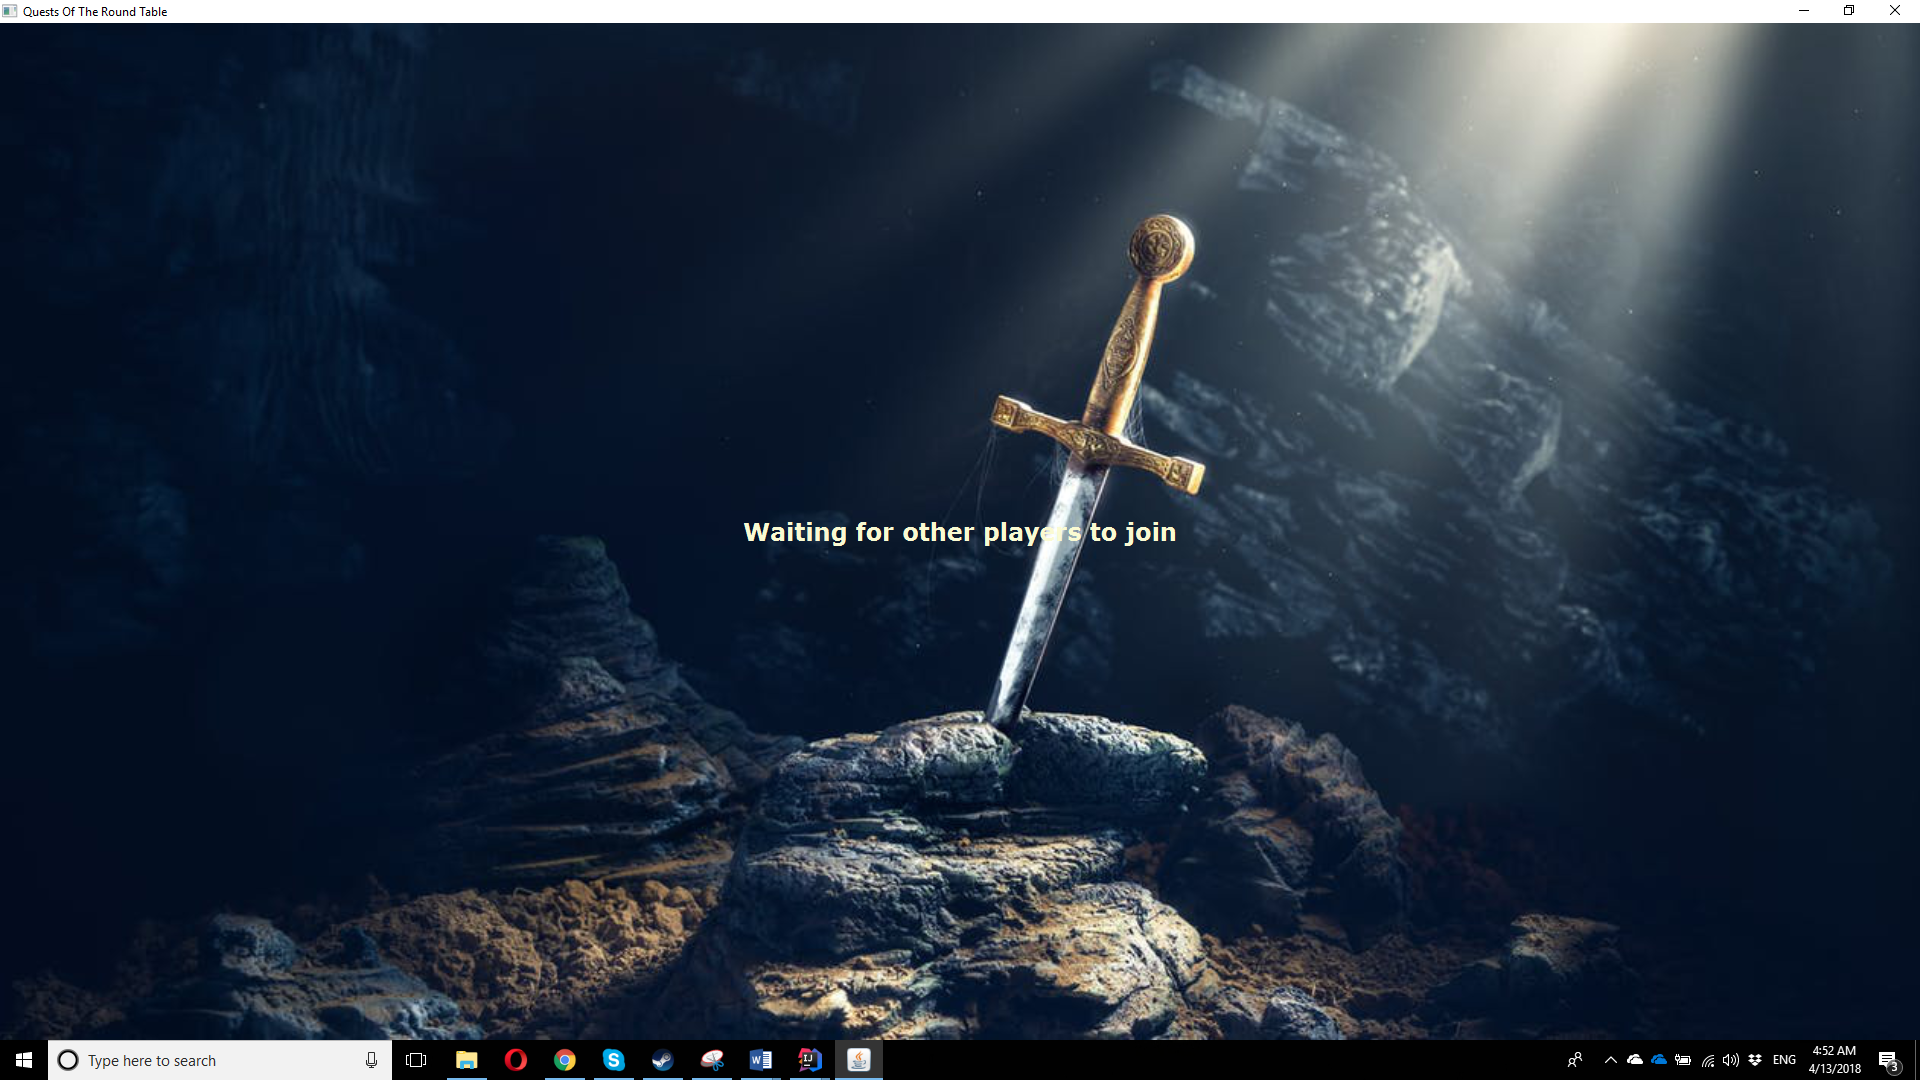 Quests Of The Round Table
Waiting for other players to join
Type here to search
ENG
4:52 AM
4/13/2018
3